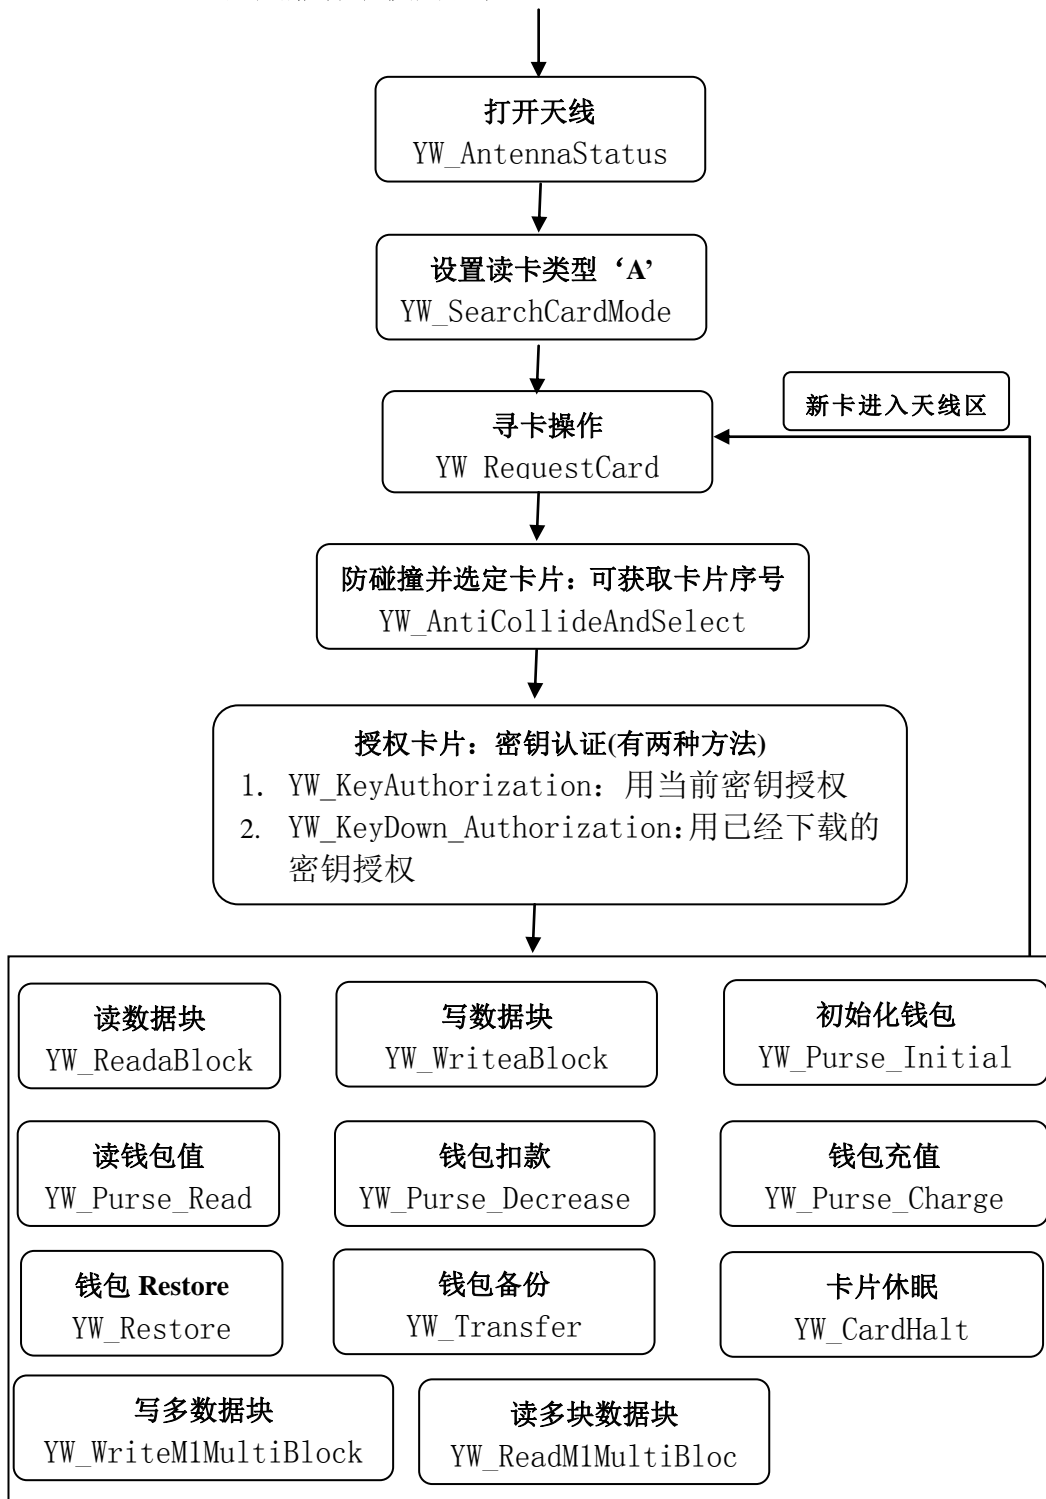 打开天线
YW_AntennaStatus
设置读卡类型‘A’
YW_SearchCardMode
新卡进入天线区
寻卡操作
YW_RequestCard
防碰撞并选定卡片：可获取卡片序号
YW_AntiCollideAndSelect
授权卡片：密钥认证(有两种方法)
1. YW_KeyAuthorization：用当前密钥授权
2. YW_KeyDown_Authorization：用已经下载的
密钥授权
读数据块
YW_ReadaBlock
写数据块
YW_WriteaBlock
初始化钱包
YW_Purse_Initial
读钱包值
YW_Purse_Read
钱包扣款
YW_Purse_Decrease
钱包充值
YW_Purse_Charge
钱包 Restore
YW_Restore
钱包备份
YW_Transfer
卡片休眠
YW_CardHalt
写多数据块
YW_WriteM1MultiBlock
读多块数据块
YW_ReadM1MultiBloc